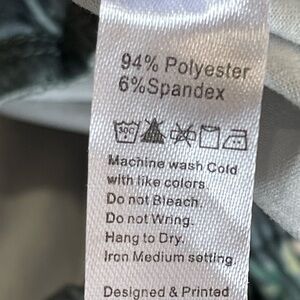 94% Polyester
6%Spandex
30C
Machine wash Cold
with like colors.
Do not Bleach.
Do not Wring.
Hang to Dry.
Iron Medium setting.
Designed & Printed